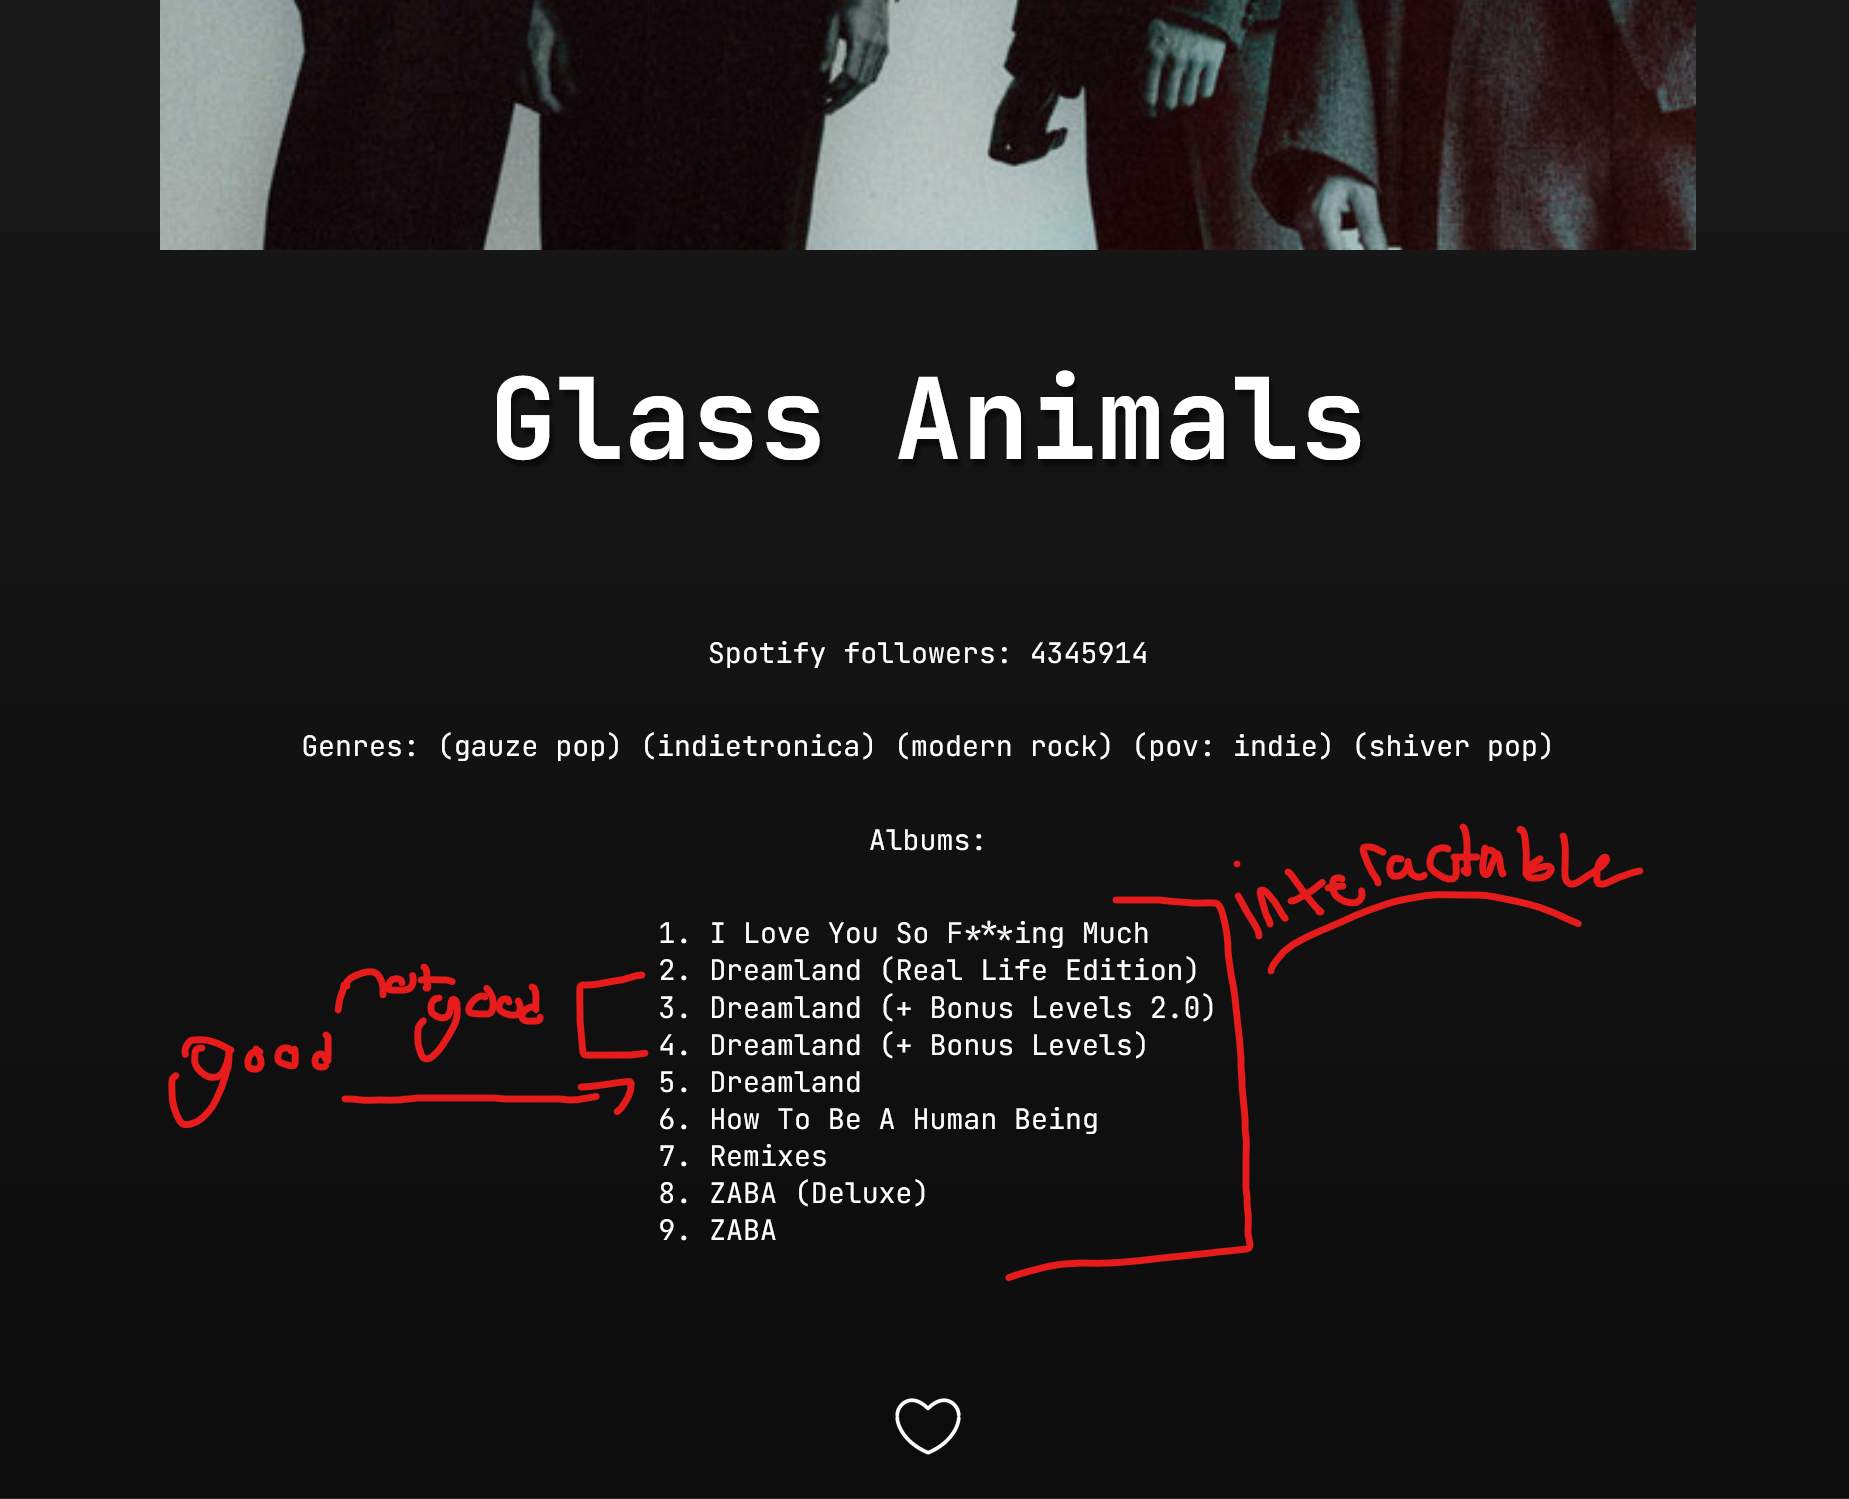 Glass Animals
Spotify followers: 4345914
Genres: (gauze pop) (indietronica) (modern rock) (pov: indie) (shiver pop)
Albums:
interactable
1. I Love You So F***ing Much
2. Dreamland (Real Life Edition)
not good
3. Dreamland (+ Bonus Levels 2.0)
4. Dreamland (+ Bonus Levels)
good
5. Dreamland
6. How To Be A Human Being
7. Remixes
8. ZABA (Deluxe)
9. ZABA